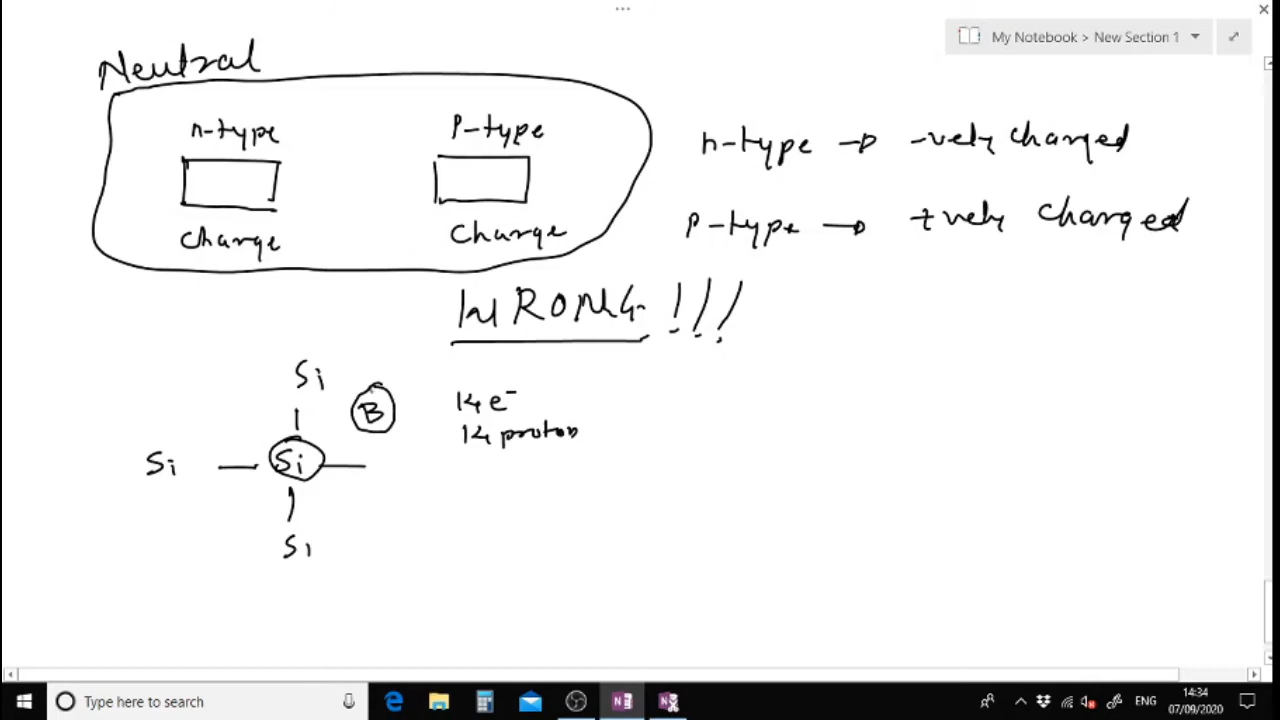 ...
My Notebook > New Section 1
Neutral
n-type
P-type
n-type → -vely charged
Charge
Charge
P-type → +vely charged
WRONG !!!
Si
B
14 e⁻
14 proton
Si — Si —
Si
Type here to search
ENG
14:34
07/09/2020